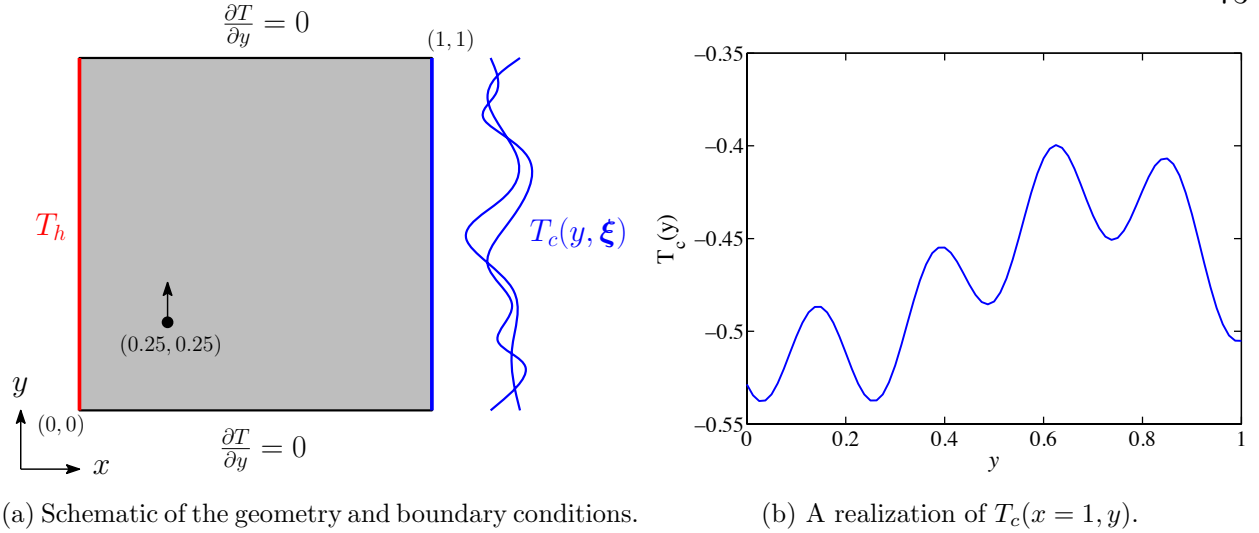 ∂T/∂y = 0
(1, 1)
T_h
T_c(y, ξ)
(0.25, 0.25)
y
(0, 0)
x
∂T/∂y = 0
(a) Schematic of the geometry and boundary conditions.
−0.35
−0.4
−0.45
−0.5
−0.55
T_c(y)
0
0.2
0.4
0.6
0.8
1
y
(b) A realization of T_c(x = 1, y).